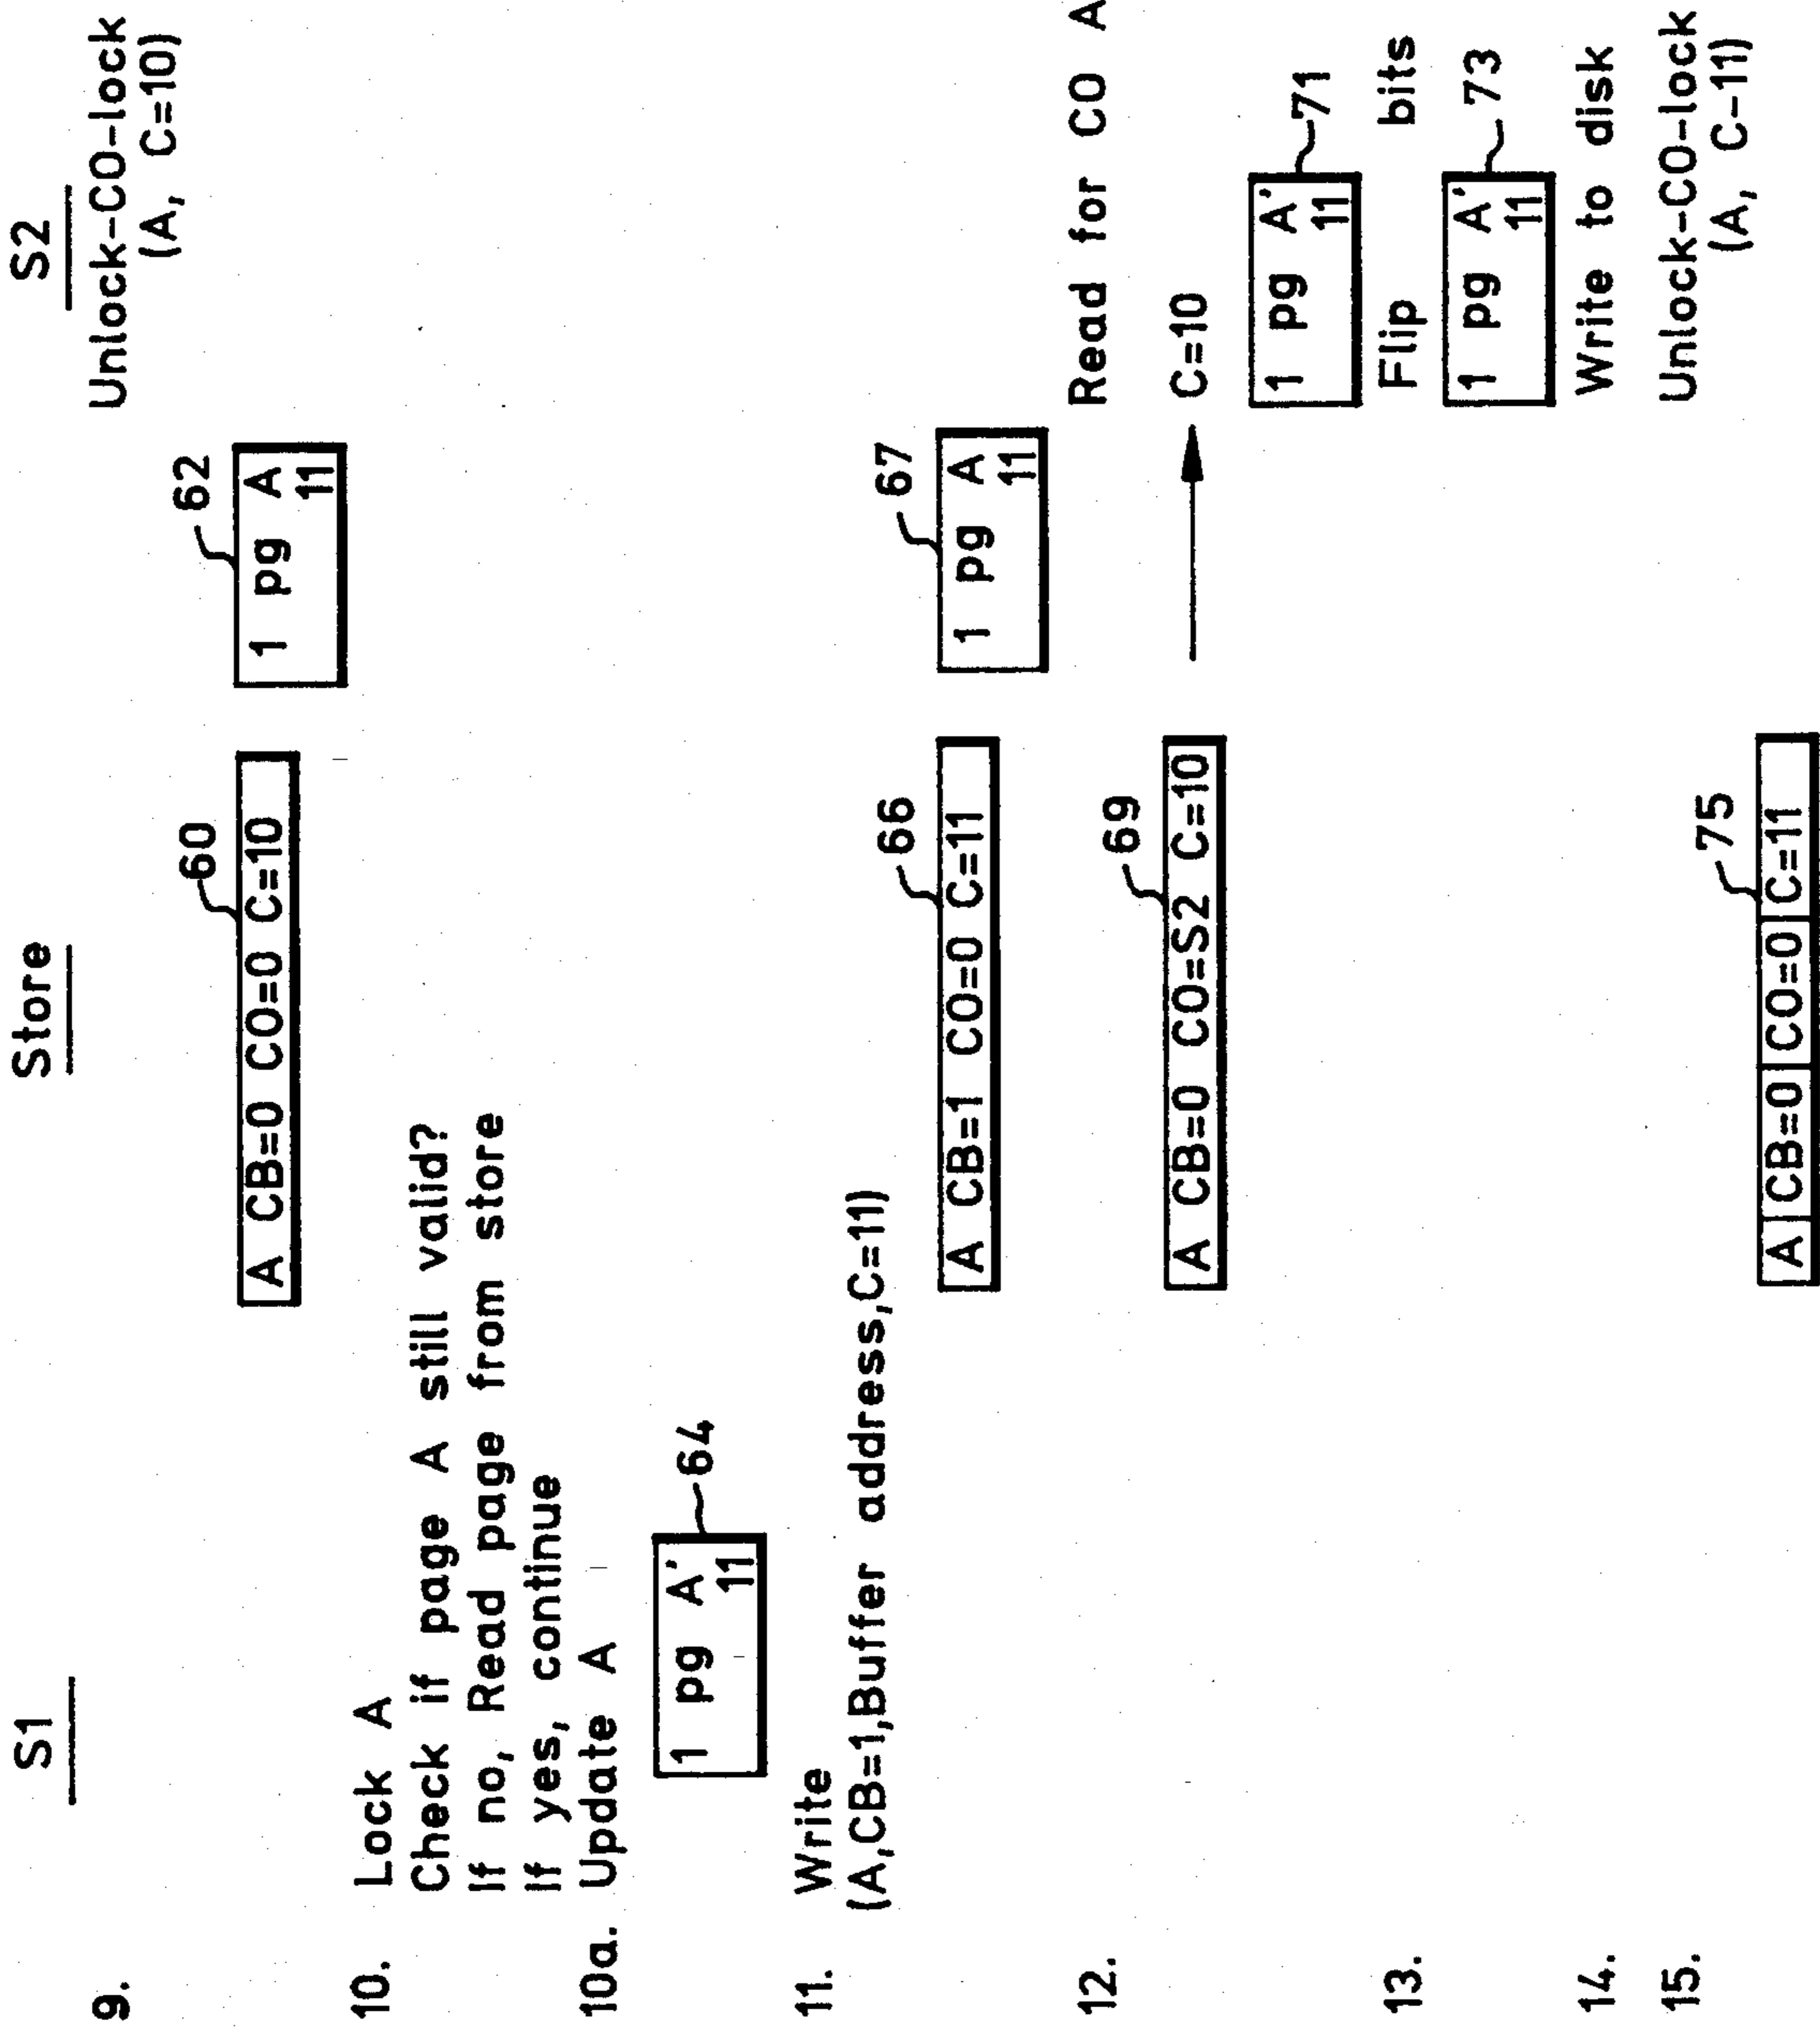 S1
Store
S2
9.
Unlock-CO-lock
(A, C=10)
60
A CB=0 CO=0 C=10
62
1 pg A
11
10. Lock A
Check if page A still valid?
If no, Read page from store
If yes, continue
10a. Update A
1 pg A'
11
64
11. Write
(A,CB=1,Buffer address,C=11)
66
A CB=1 CO=0 C=11
67
1 pg A
11
12.
Read for CO A
69
A CB=0 CO=S2 C=10
C=10
1 pg A'
11
71
13.
Flip bits
1 pg A'
11
73
14.
Write to disk
15.
Unlock-CO-lock
(A, C-11)
75
A CB=0 CO=0 C=11